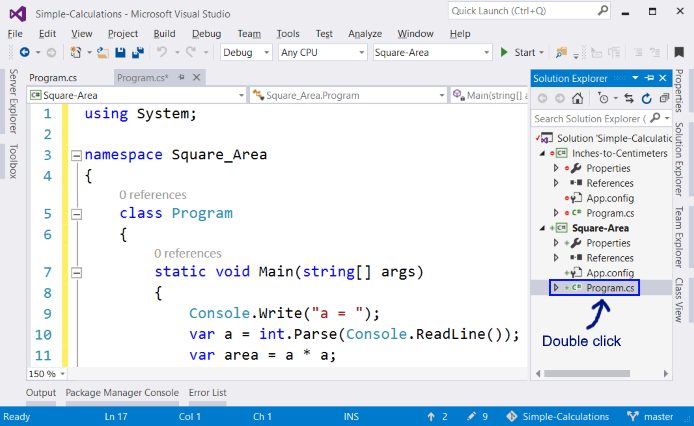 Simple-Calculations - Microsoft Visual Studio
Quick Launch (Ctrl+Q)
File Edit View Project Build Debug Team Tools Test Analyze Window Help
Debug Any CPU Square-Area Start
Server Explorer
Toolbox
Program.cs Program.cs*
Square-Area Square_Area.Program Main(string[] args)
1 using System;
2
3 namespace Square_Area
4 {
0 references
5 class Program
6 {
0 references
7 static void Main(string[] args)
8 {
9 Console.Write("a = ");
10 var a = int.Parse(Console.ReadLine());
11 var area = a * a;
150 %
Solution Explorer
Search Solution Explorer (
Solution 'Simple-Calculations
Inches-to-Centimeters
Properties
References
App.config
C# Program.cs
Square-Area
Properties
References
App.config
C# Program.cs
Double click
Properties
Solution Explorer
Team Explorer
Class View
Output Package Manager Console Error List
Ready Ln 17 Col 1 Ch 1 INS 2 9 Simple-Calculations master